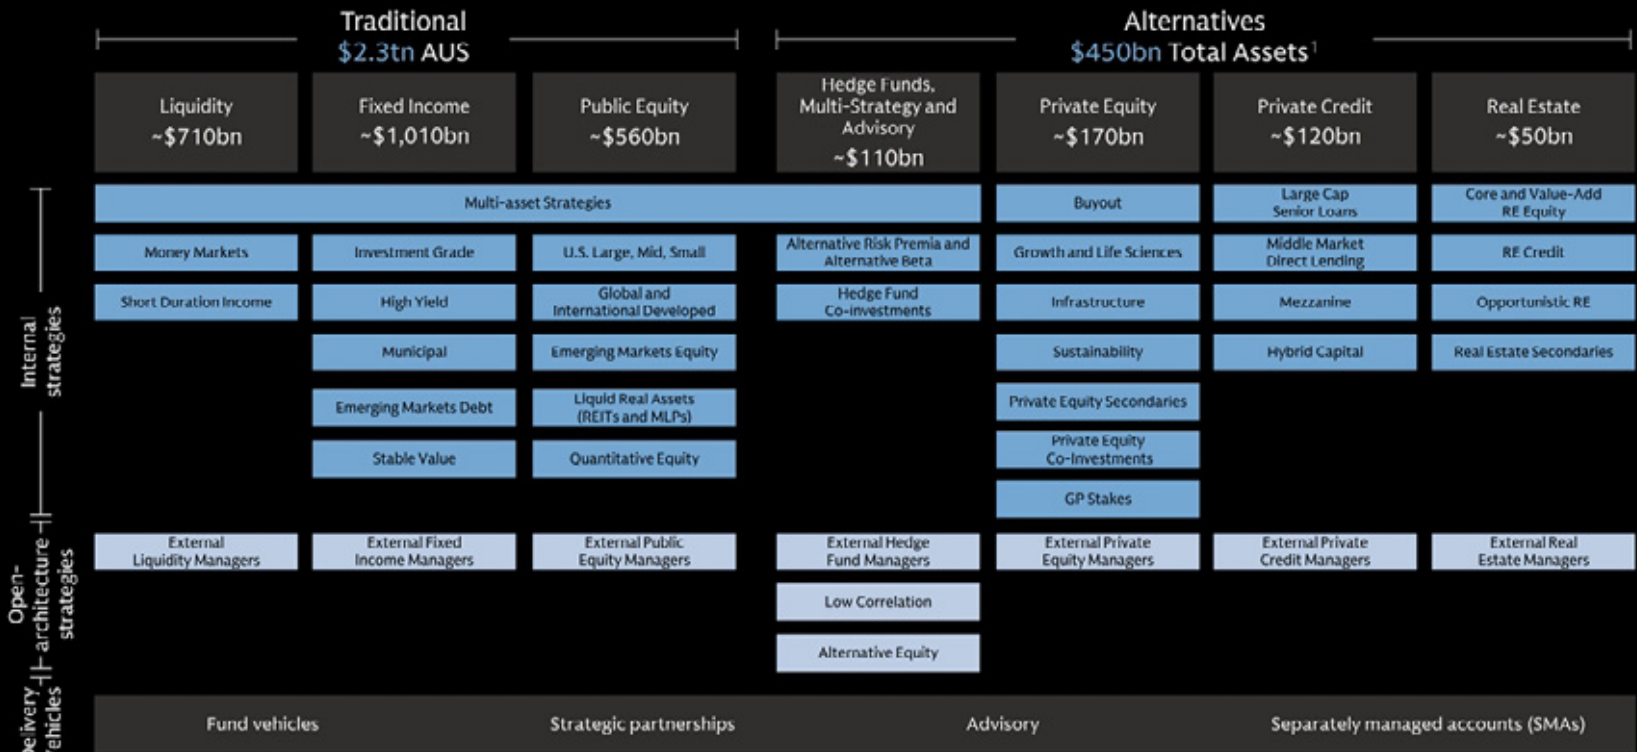 Traditional
$2.3tn AUS
Alternatives
$450bn Total Assets¹
Liquidity
~$710bn
Fixed Income
~$1,010bn
Public Equity
~$560bn
Hedge Funds,
Multi-Strategy and
Advisory
~$110bn
Private Equity
~$170bn
Private Credit
~$120bn
Real Estate
~$50bn
Internal
strategies
Multi-asset Strategies
Buyout
Large Cap
Senior Loans
Core and Value-Add
RE Equity
Money Markets
Investment Grade
U.S. Large, Mid, Small
Alternative Risk Premia and
Alternative Beta
Growth and Life Sciences
Middle Market
Direct Lending
RE Credit
Short Duration Income
High Yield
Global and
International Developed
Hedge Fund
Co-investments
Infrastructure
Mezzanine
Opportunistic RE
Municipal
Emerging Markets Equity
Sustainability
Hybrid Capital
Real Estate Secondaries
Emerging Markets Debt
Liquid Real Assets
(REITs and MLPs)
Private Equity Secondaries
Stable Value
Quantitative Equity
Private Equity
Co-Investments
GP Stakes
Open-
architecture
strategies
External
Liquidity Managers
External Fixed
Income Managers
External Public
Equity Managers
External Hedge
Fund Managers
External Private
Equity Managers
External Private
Credit Managers
External Real
Estate Managers
Low Correlation
Alternative Equity
Delivery
vehicles
Fund vehicles
Strategic partnerships
Advisory
Separately managed accounts (SMAs)